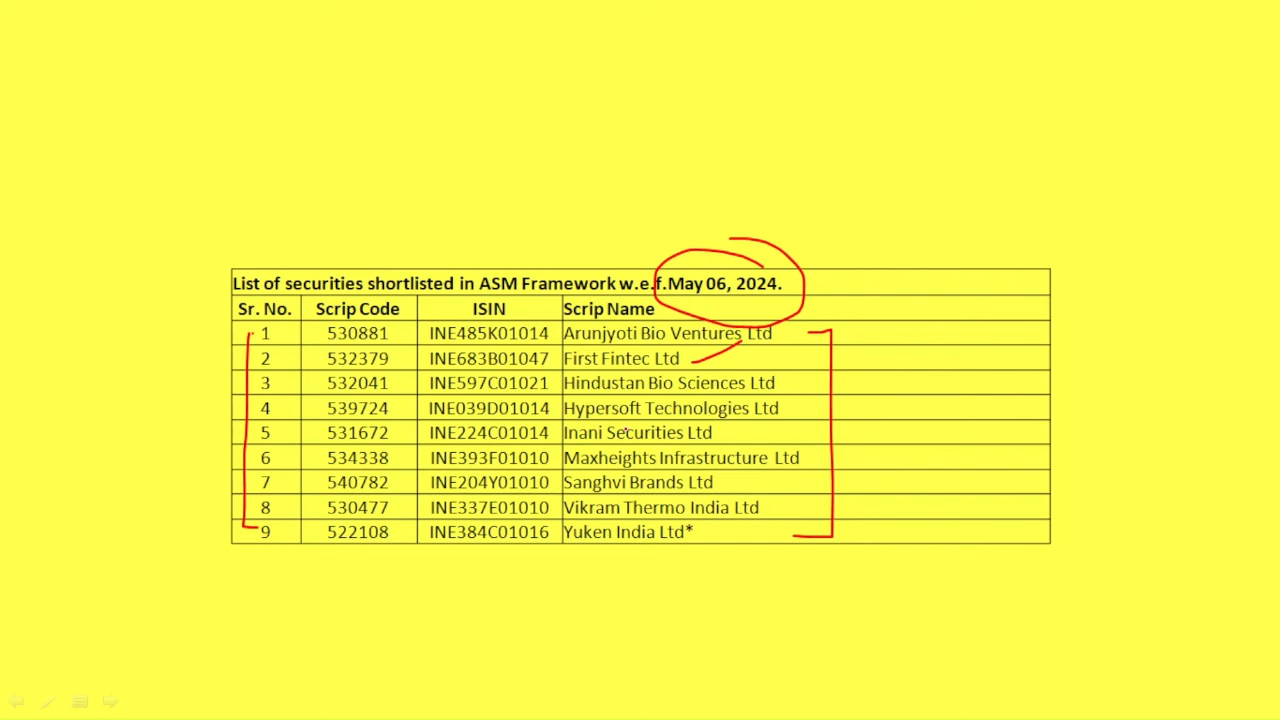 List of securities shortlisted in ASM Framework w.e.f.May 06, 2024.
Sr. No. Scrip Code ISIN Scrip Name
1 530881 INE485K01014 Arunjyoti Bio Ventures Ltd
2 532379 INE683B01047 First Fintec Ltd
3 532041 INE597C01021 Hindustan Bio Sciences Ltd
4 539724 INE039D01014 Hypersoft Technologies Ltd
5 531672 INE224C01014 Inani Securities Ltd
6 534338 INE393F01010 Maxheights Infrastructure Ltd
7 540782 INE204Y01010 Sanghvi Brands Ltd
8 530477 INE337E01010 Vikram Thermo India Ltd
9 522108 INE384C01016 Yuken India Ltd*